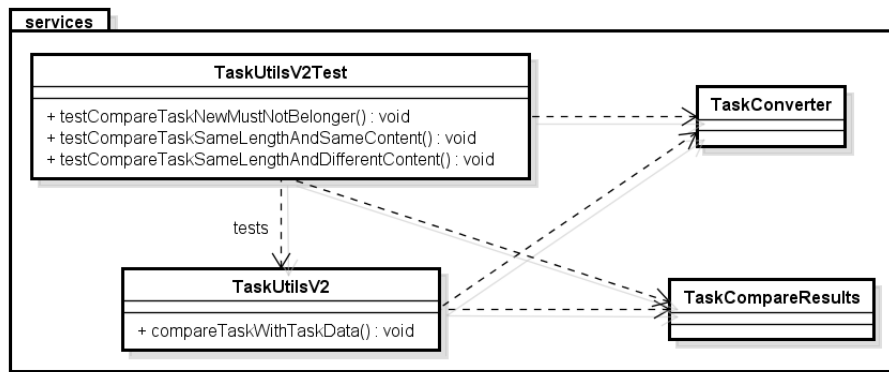 services
TaskUtilsV2Test
+ testCompareTaskNewMustNotBelonger() : void
+ testCompareTaskSameLengthAndSameContent() : void
+ testCompareTaskSameLengthAndDifferentContent() : void
TaskConverter
tests
TaskUtilsV2
+ compareTaskWithTaskData() : void
TaskCompareResults